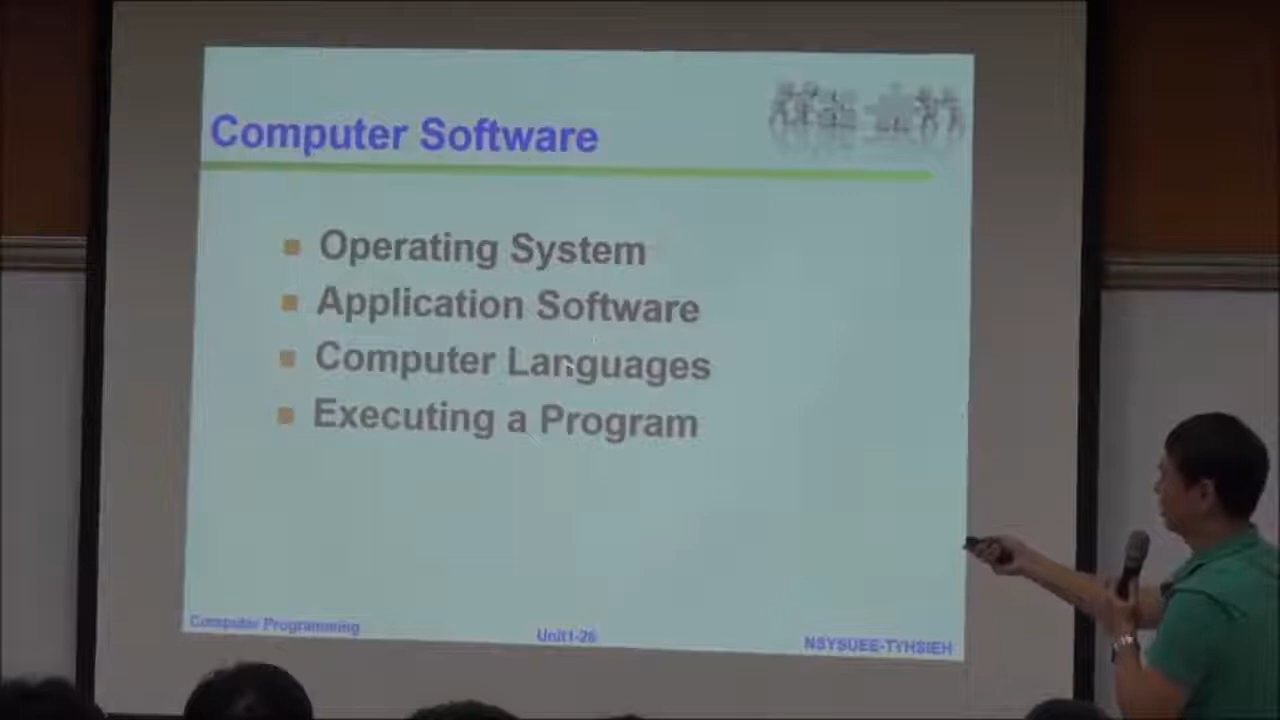 Computer Software
Operating System
Application Software
Computer Languages
Executing a Program
Computer Programming
Unit1-26
NSYSUEE-TYHSIEH